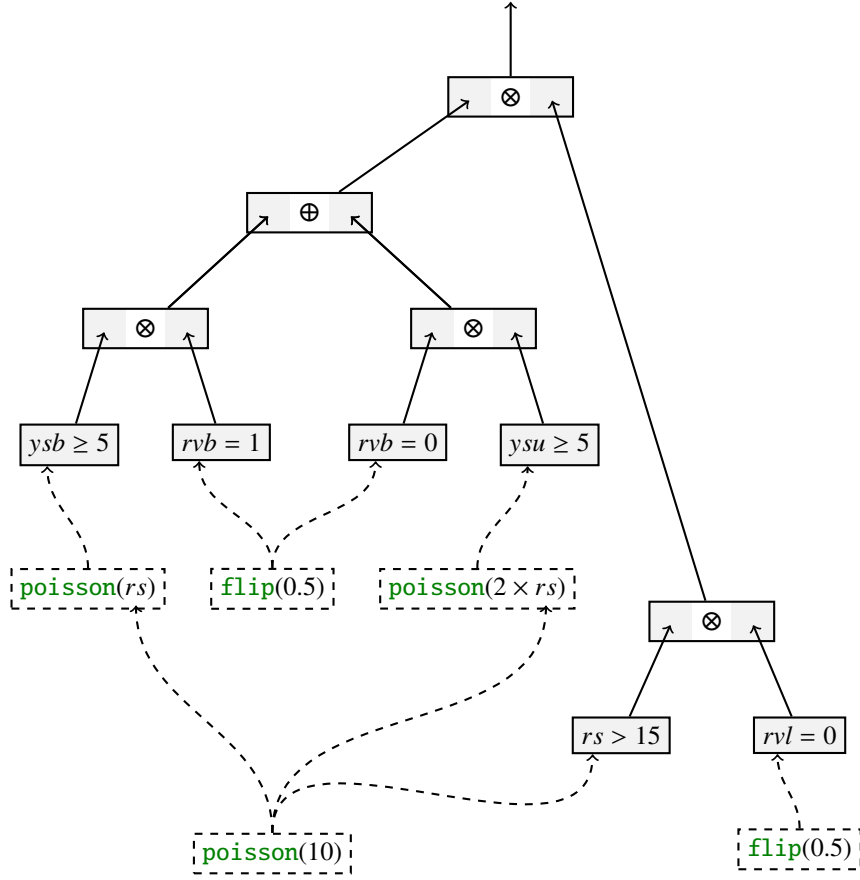 ⊗
⊕
⊗ ⊗
ysb ≥ 5 rvb = 1 rvb = 0 ysu ≥ 5
poisson(rs) flip(0.5) poisson(2 × rs)
⊗
rs > 15 rvl = 0
poisson(10) flip(0.5)